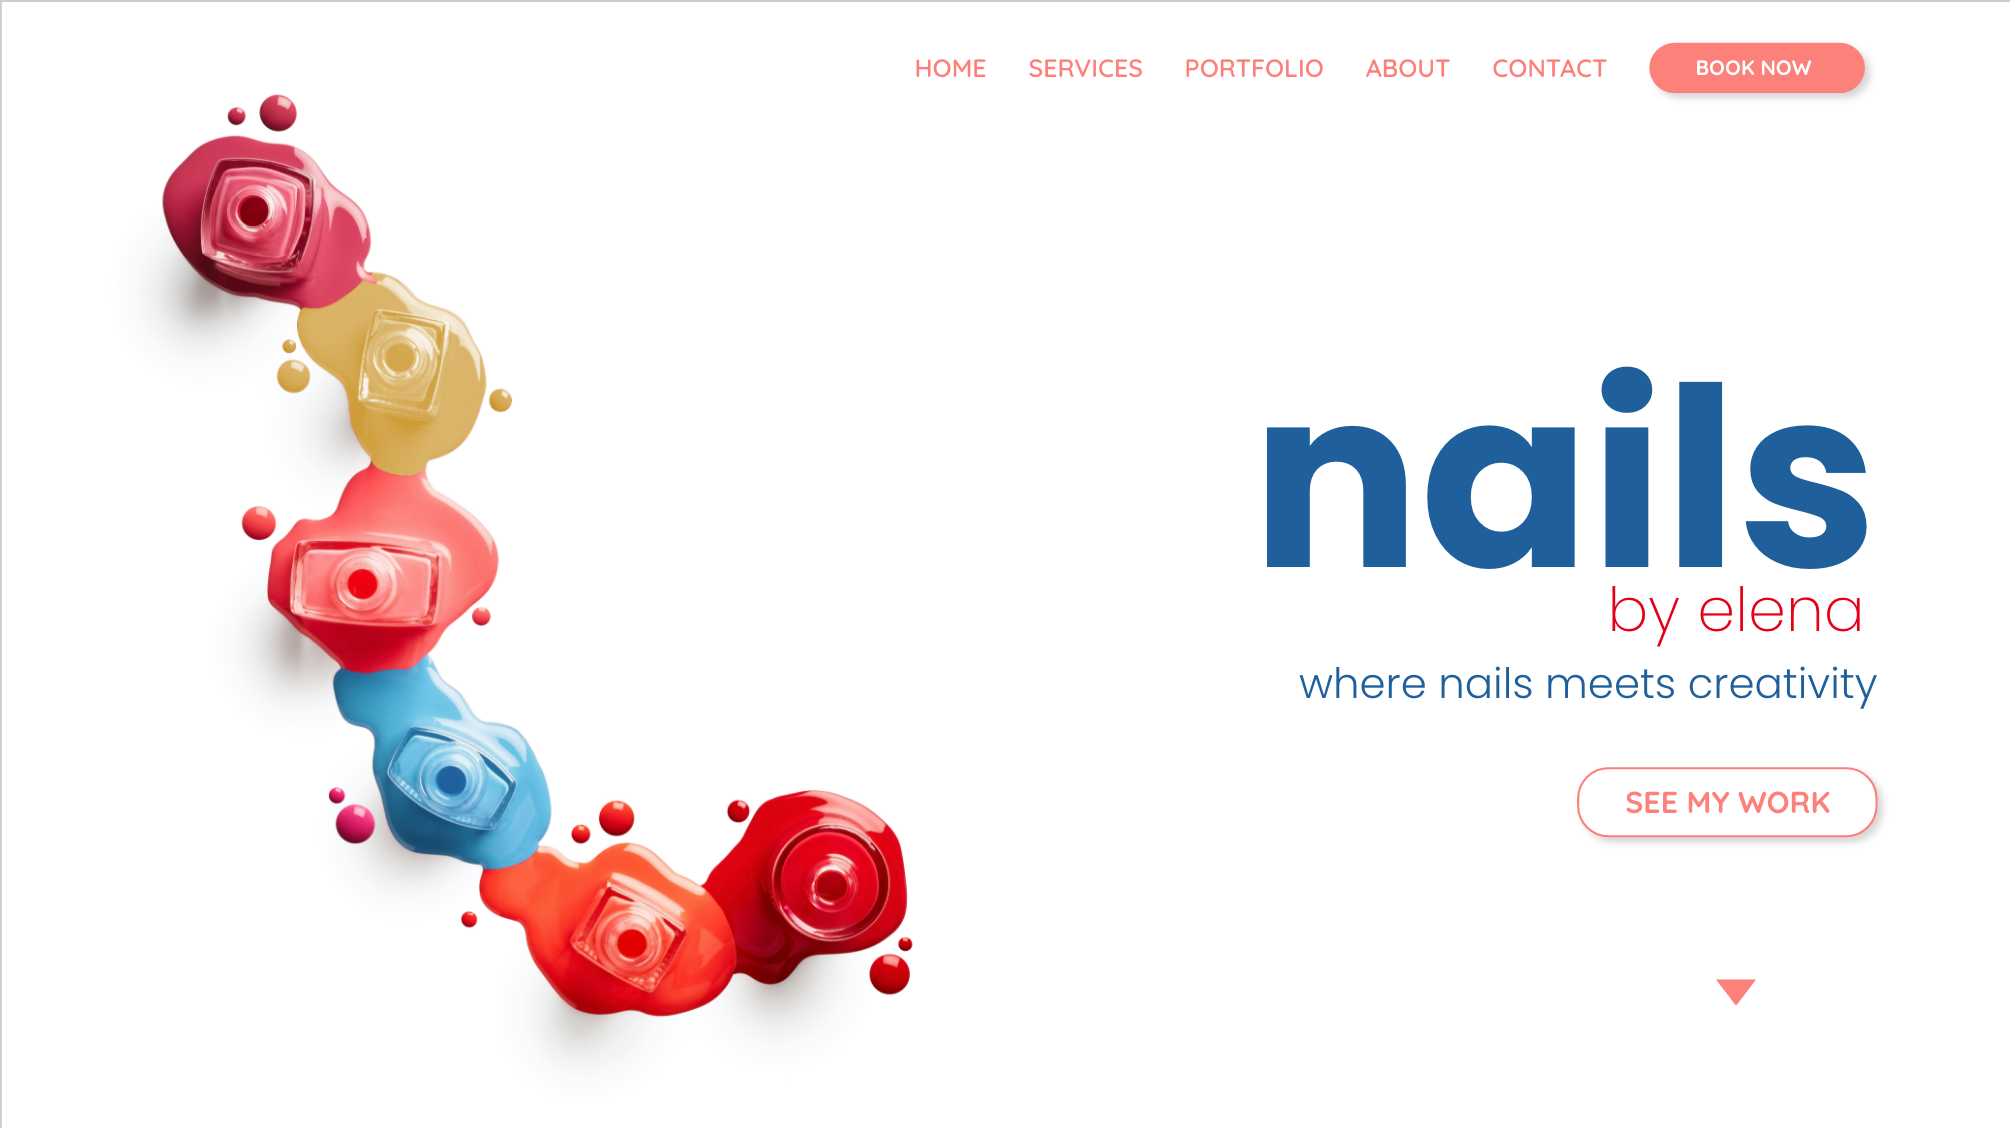 HOME SERVICES PORTFOLIO ABOUT CONTACT BOOK NOW
nails
by elena
where nails meets creativity
SEE MY WORK